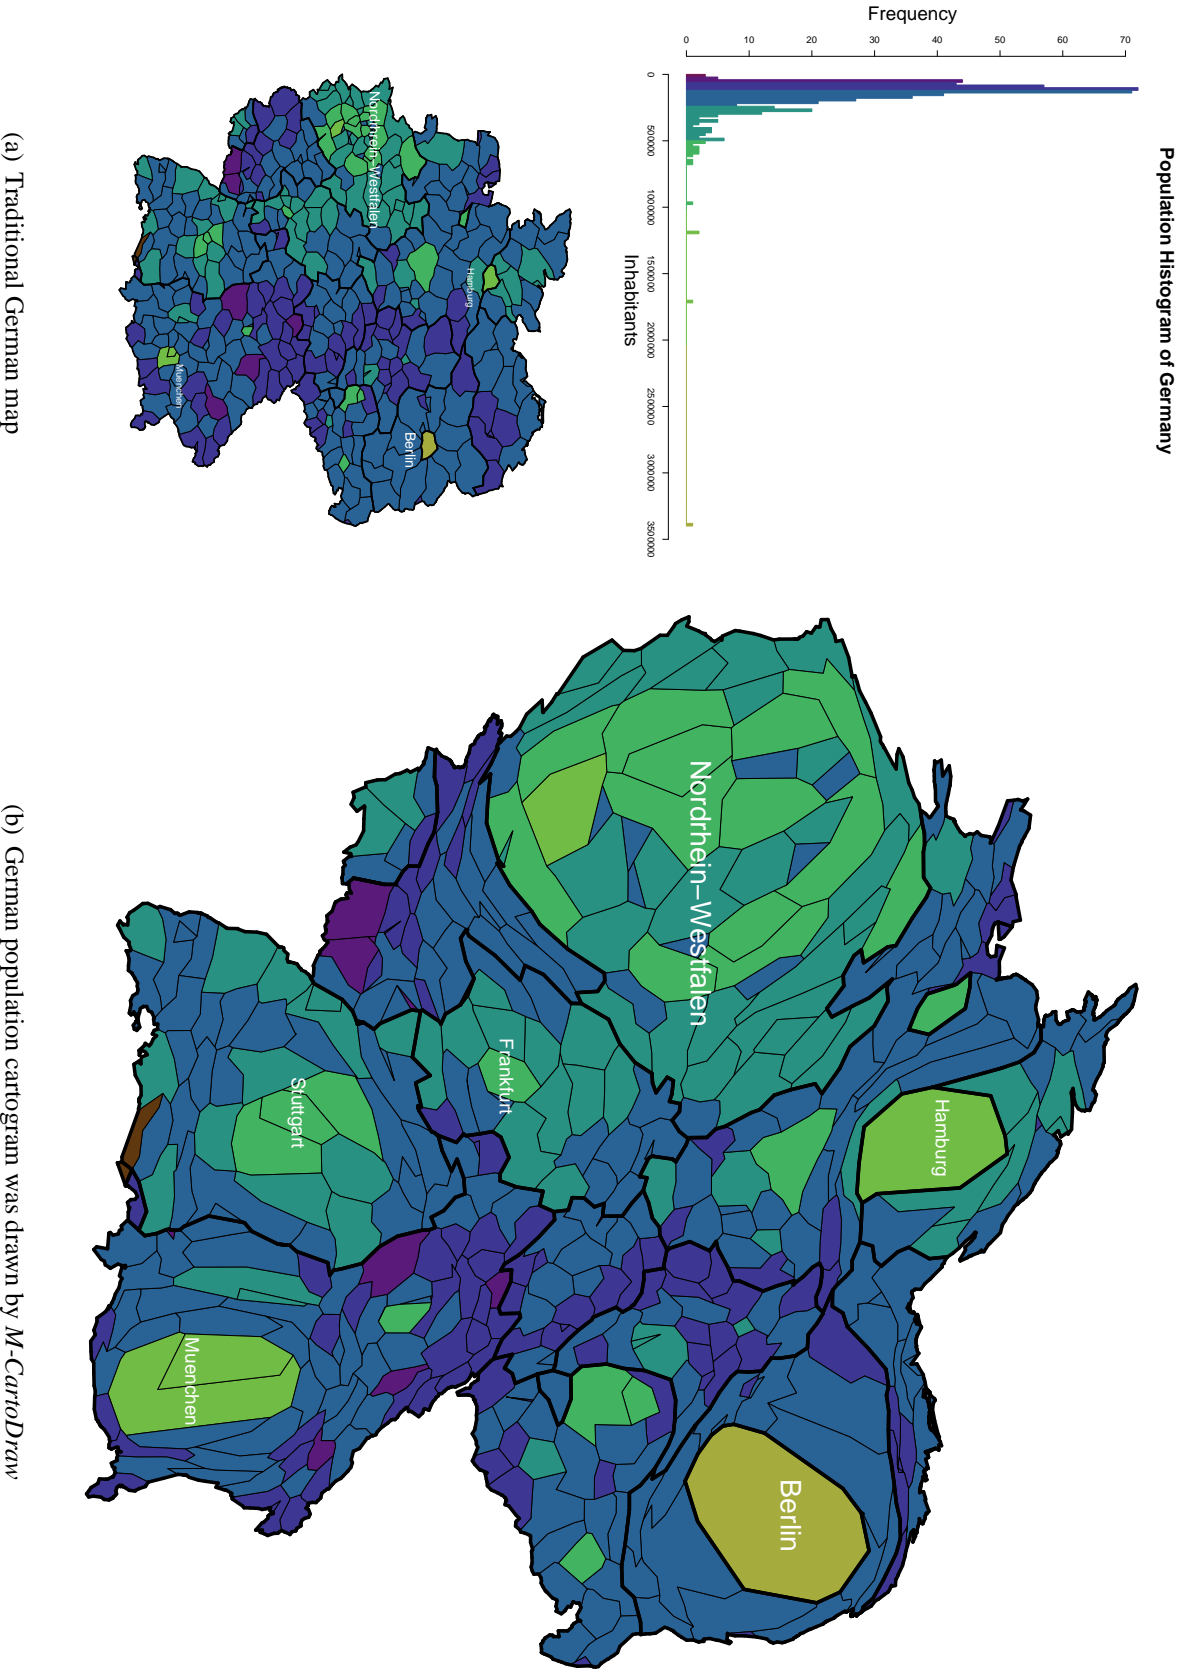 Population Histogram of Germany
Frequency
0 10 20 30 40 50 60 70
0 500000 1000000 1500000 2000000 2500000 3000000 3500000
Inhabitants
Nordrhein−Westfalen
Hamburg
Berlin
Muenchen
(a) Traditional German map
Nordrhein−Westfalen
Hamburg
Berlin
Frankfurt
Stuttgart
Muenchen
(b) German population cartogram was drawn by M-CartoDraw